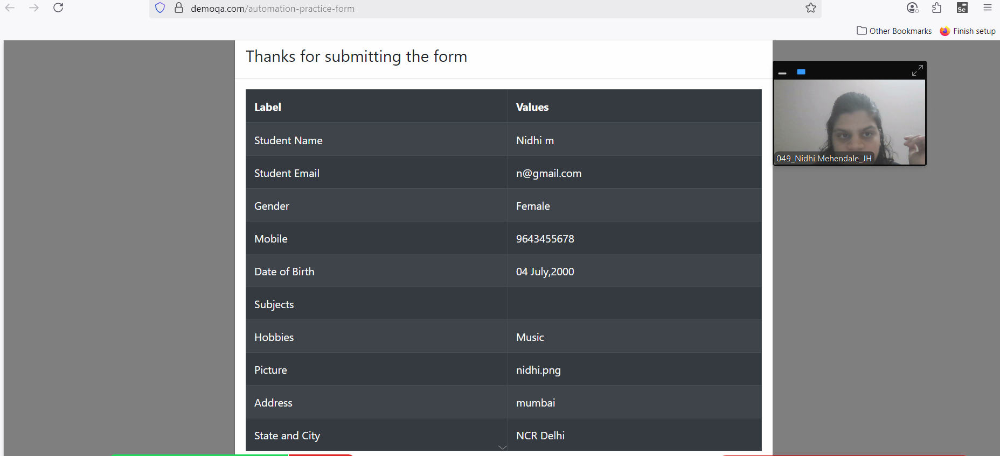 demoqa.com/automation-practice-form
Se
Other Bookmarks
Finish setup
Thanks for submitting the form
Label Values
Student Name Nidhi m
Student Email n@gmail.com
Gender Female
Mobile 9643455678
Date of Birth 04 July,2000
Subjects
Hobbies Music
Picture nidhi.png
Address mumbai
State and City NCR Delhi
049_Nidhi Mehendale_JH